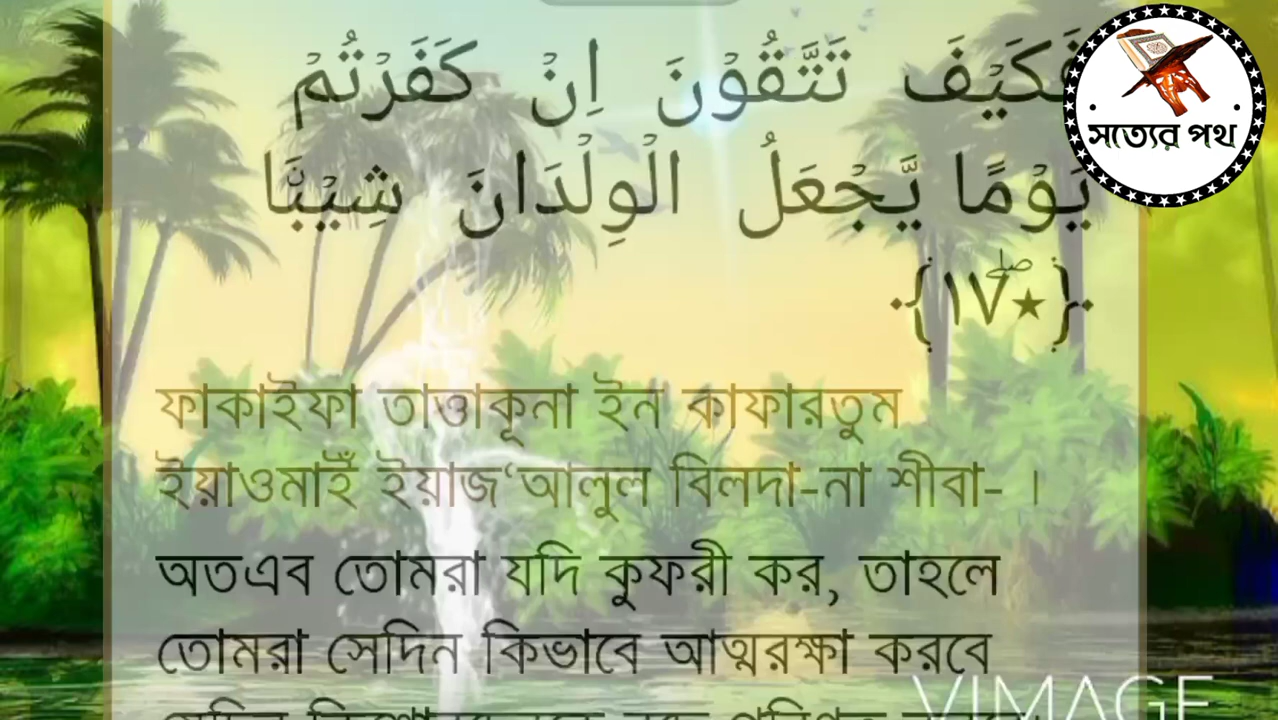 فَكَيْفَ تَتَّقُوْنَ اِنْ كَفَرْتُمْ
يَوْمًا يَّجْعَلُ الْوِلْدَانَ شِيْبَۨا
{★١٧ۖ}
সত্যের পথ
ফাকাইফা তাত্তাকূনা ইন কাফারতুম
ইয়াওমাইঁ ইয়াজ‘আলুল বিলদা-না শীবা- ।
অতএব তোমরা যদি কুফরী কর, তাহলে
তোমরা সেদিন কিভাবে আত্মরক্ষা করবে
VIMAGE